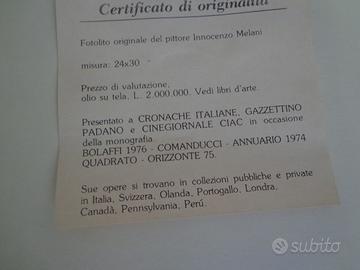 Certificato di originalità
Fotolito originale del pittore Innocenzo Melani
misura: 24x30
Prezzo di valutazione,
olio su tela, L. 2.000.000. Vedi libri d'arte.
Presentato a CRONACHE ITALIANE, GAZZETTINO
PADANO e CINEGIORNALE CIAC in occasione
della monografia
BOLAFFI 1976 - COMANDUCCI - ANNUARIO 1974
QUADRATO - ORIZZONTE 75.
Sue opere si trovano in collezioni pubbliche e private
in Italia, Svizzera, Olanda, Portogallo, Londra,
Canadà, Pennsylvania, Perú.
subito